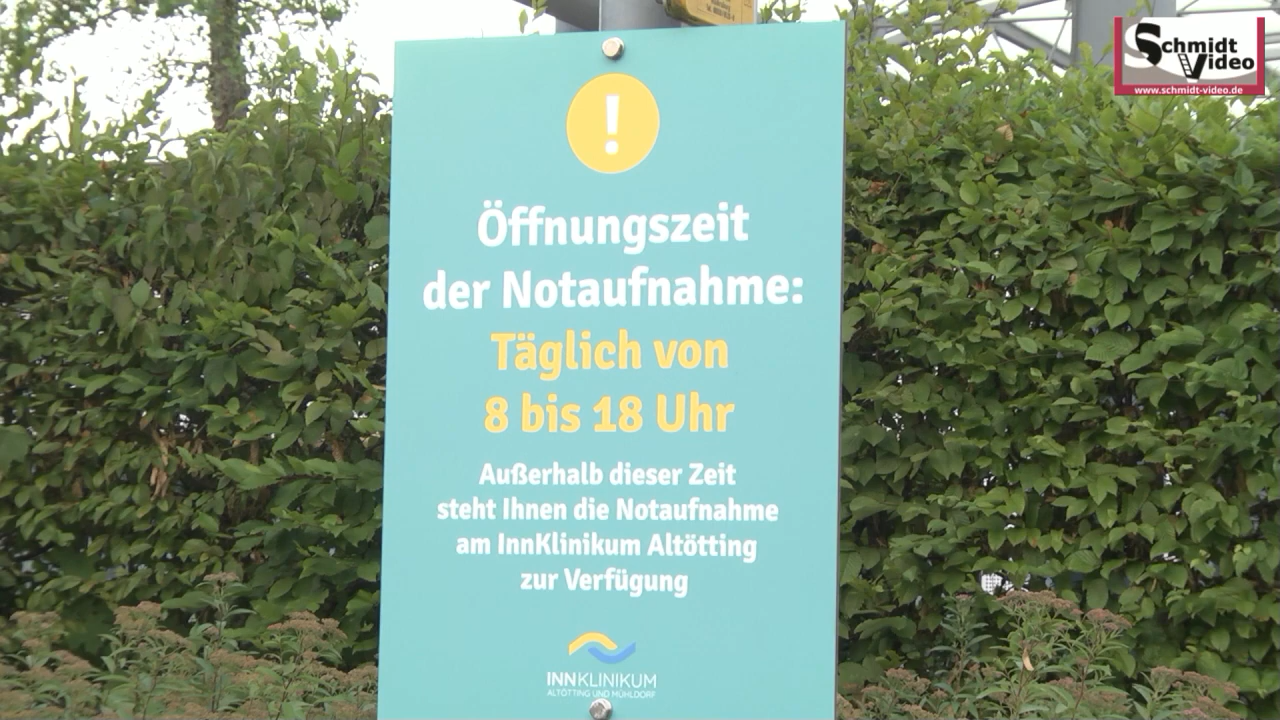 Schmidt
Video
www.schmidt-video.de
!
Öffnungszeit
der Notaufnahme:
Täglich von
8 bis 18 Uhr
Außerhalb dieser Zeit
steht Ihnen die Notaufnahme
am InnKlinikum Altötting
zur Verfügung
INNKLINIKUM
ALTÖTTING UND MÜHLDORF